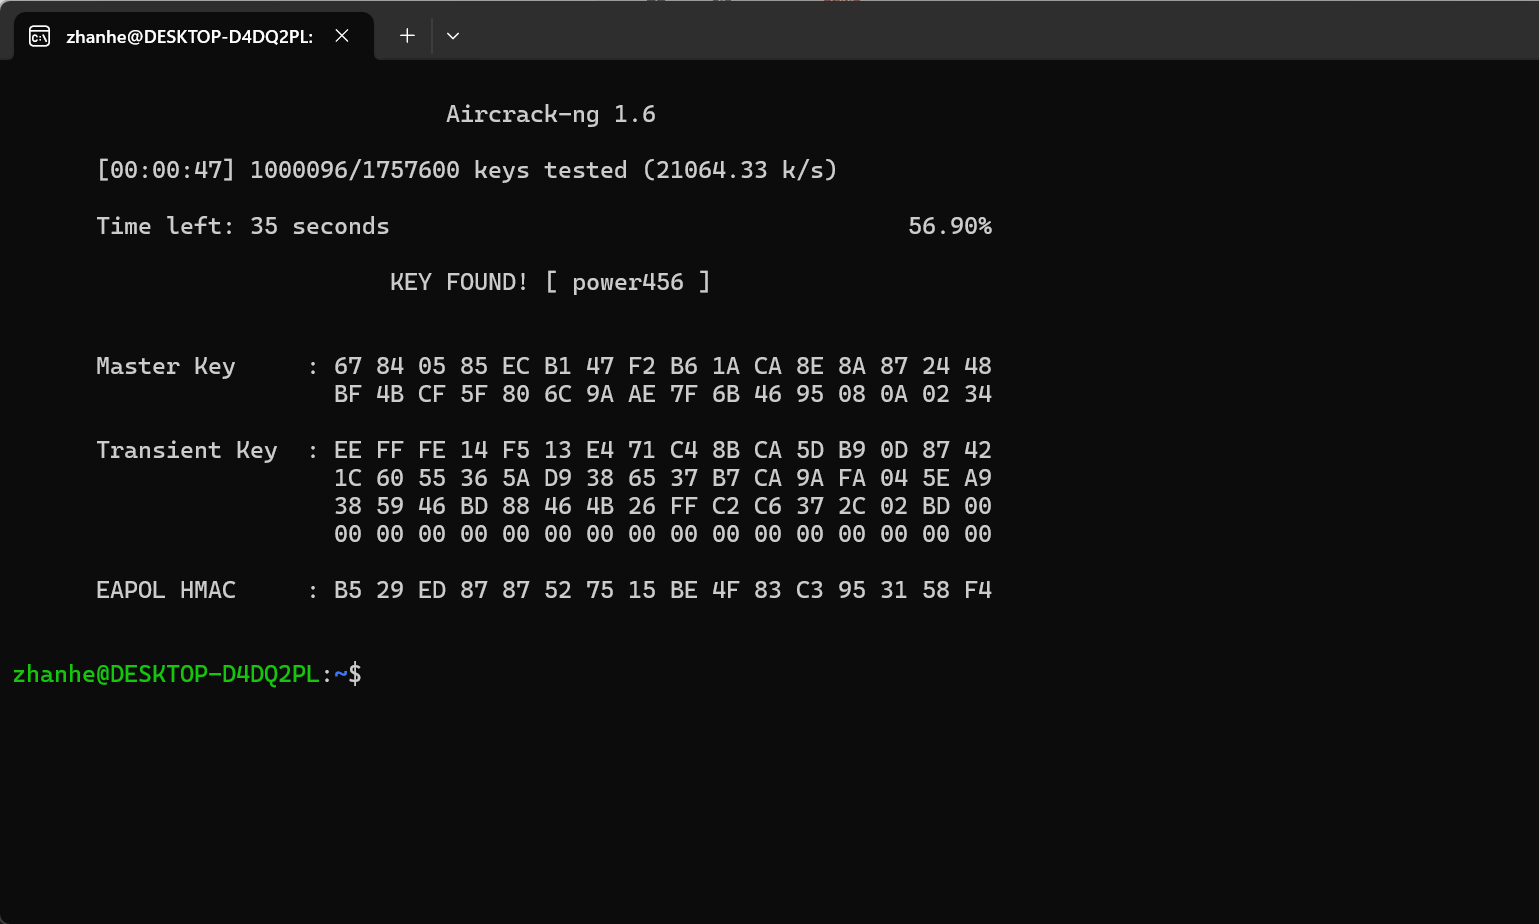 zhanhe@DESKTOP-D4DQ2PL:
Aircrack-ng 1.6
[00:00:47] 1000096/1757600 keys tested (21064.33 k/s)
Time left: 35 seconds 56.90%
KEY FOUND! [ power456 ]
Master Key : 67 84 05 85 EC B1 47 F2 B6 1A CA 8E 8A 87 24 48
BF 4B CF 5F 80 6C 9A AE 7F 6B 46 95 08 0A 02 34
Transient Key : EE FF FE 14 F5 13 E4 71 C4 8B CA 5D B9 0D 87 42
1C 60 55 36 5A D9 38 65 37 B7 CA 9A FA 04 5E A9
38 59 46 BD 88 46 4B 26 FF C2 C6 37 2C 02 BD 00
00 00 00 00 00 00 00 00 00 00 00 00 00 00 00 00
EAPOL HMAC : B5 29 ED 87 87 52 75 15 BE 4F 83 C3 95 31 58 F4
zhanhe@DESKTOP-D4DQ2PL:~$